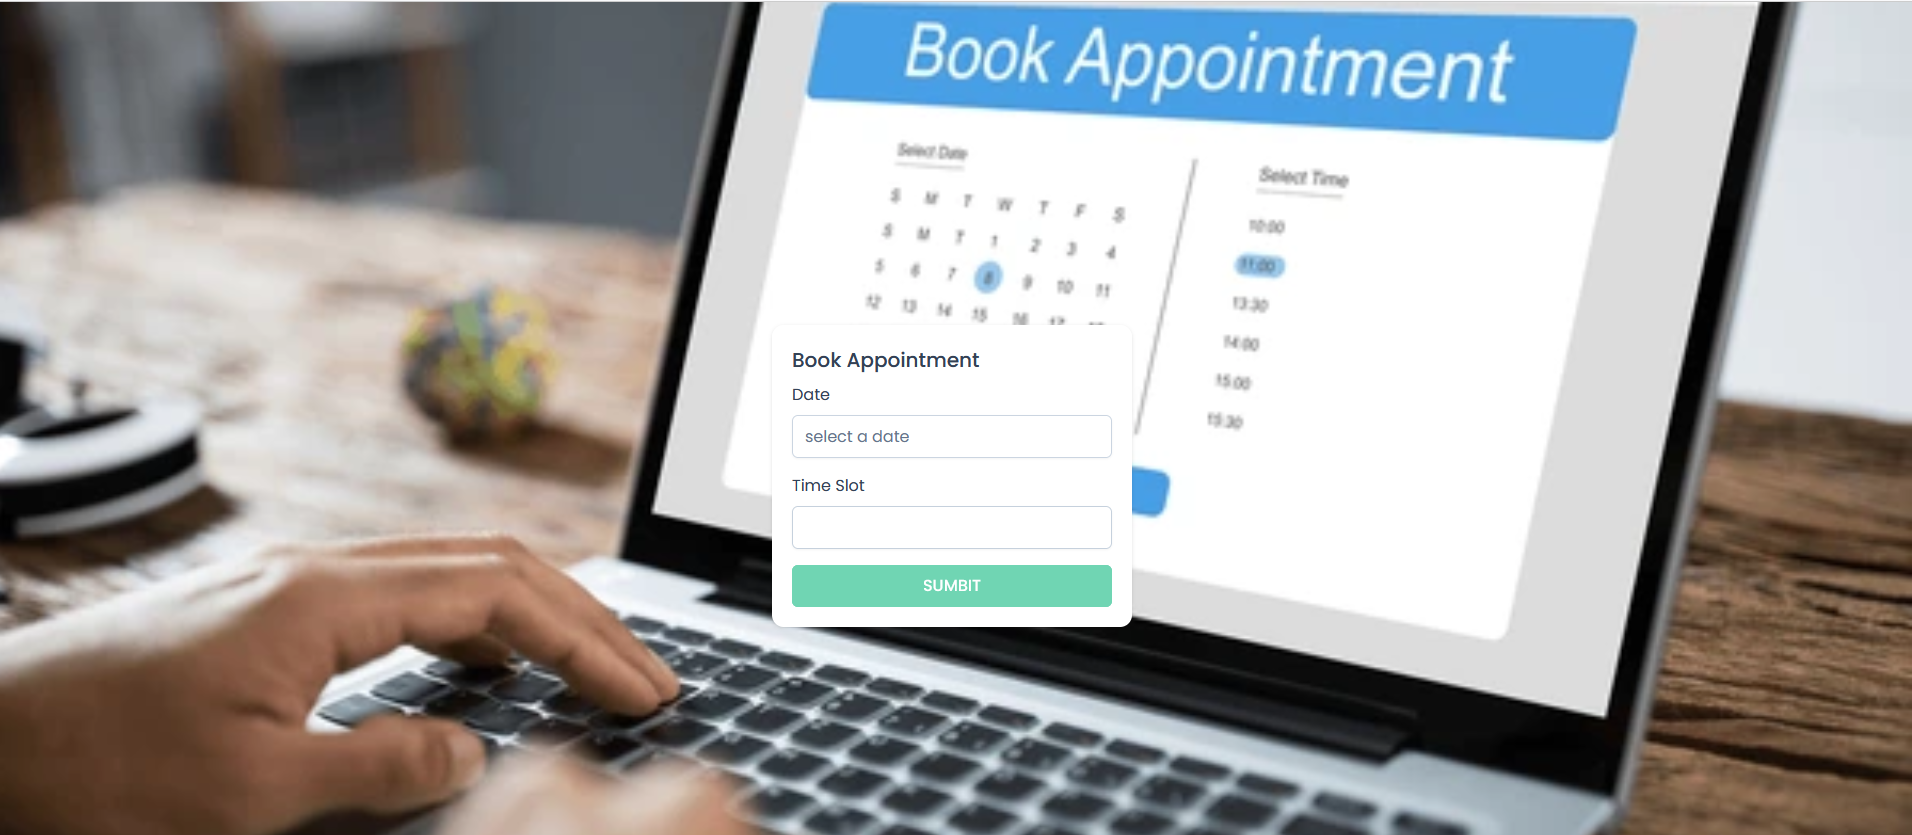 Book Appointment
Select Date
S M T W T F S
S M T 1 2 3 4
5 6 7 8 9 10 11
12 13 14 15 16 17
Select Time
10:00
11:00
13:30
14:00
15:00
15:30
Book Appointment
Date
select a date
Time Slot
SUMBIT